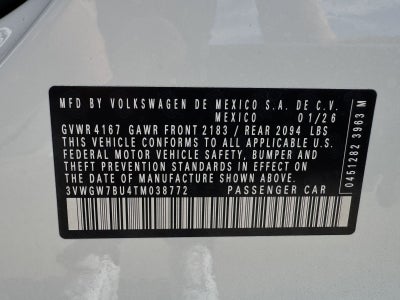 MFD BY VOLKSWAGEN DE MEXICO S.A. DE C.V.
MEXICO 01/26
GVWR 4167 GAWR FRONT 2183 / REAR 2094 LBS
THIS VEHICLE CONFORMS TO ALL APPLICABLE U.S.
FEDERAL MOTOR VEHICLE SAFETY, BUMPER AND
THEFT PREVENTION STANDARDS IN EFFECT ON
THE DATE OF MANUFACTURE SHOWN ABOVE.
3VWGW7BU4TM038772 PASSENGER CAR
0451282 3963 M